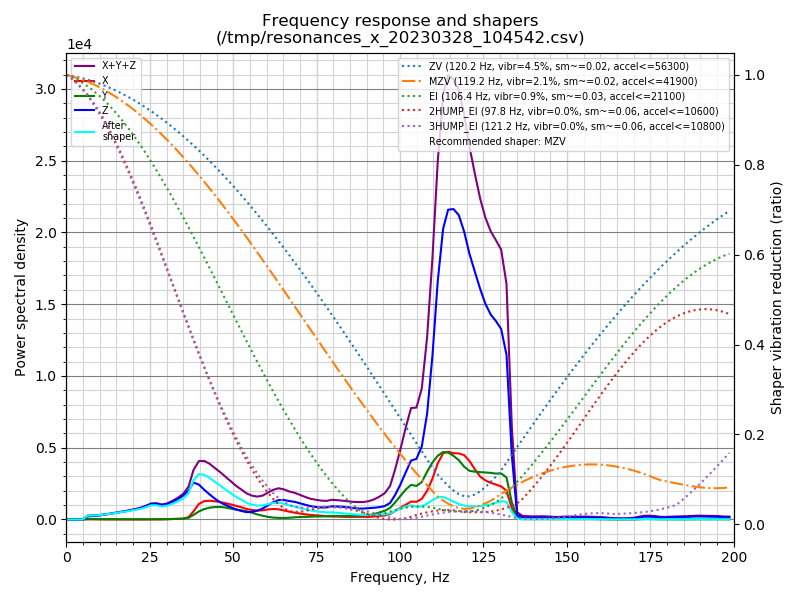 Frequency response and shapers
(/tmp/resonances_x_20230328_104542.csv)
1e4
X+Y+Z
X
Y
Z
After
shaper
ZV (120.2 Hz, vibr=4.5%, sm~=0.02, accel<=56300)
MZV (119.2 Hz, vibr=2.1%, sm~=0.02, accel<=41900)
EI (106.4 Hz, vibr=0.9%, sm~=0.03, accel<=21100)
2HUMP_EI (97.8 Hz, vibr=0.0%, sm~=0.06, accel<=10600)
3HUMP_EI (121.2 Hz, vibr=0.0%, sm~=0.06, accel<=10800)
Recommended shaper: MZV
Power spectral density
3.0
2.5
2.0
1.5
1.0
0.5
0.0
1.0
0.8
0.6
0.4
0.2
0.0
Shaper vibration reduction (ratio)
0 25 50 75 100 125 150 175 200
Frequency, Hz